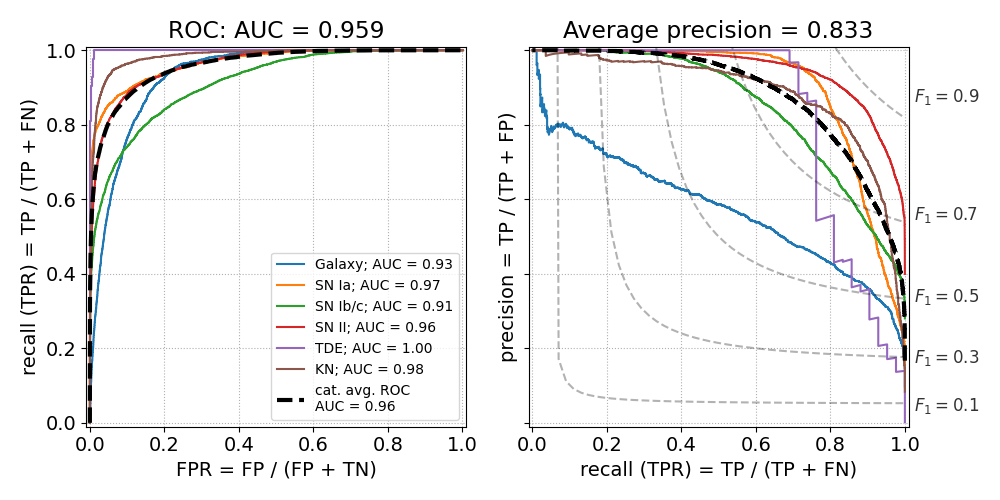 ROC: AUC = 0.959
recall (TPR) = TP / (TP + FN)
1.0
0.8
0.6
0.4
0.2
0.0
Galaxy; AUC = 0.93
SN Ia; AUC = 0.97
SN Ib/c; AUC = 0.91
SN II; AUC = 0.96
TDE; AUC = 1.00
KN; AUC = 0.98
cat. avg. ROC
AUC = 0.96
0.0 0.2 0.4 0.6 0.8 1.0
FPR = FP / (FP + TN)
Average precision = 0.833
precision = TP / (TP + FP)
F₁ = 0.9
F₁ = 0.7
F₁ = 0.5
F₁ = 0.3
F₁ = 0.1
0.0 0.2 0.4 0.6 0.8 1.0
recall (TPR) = TP / (TP + FN)